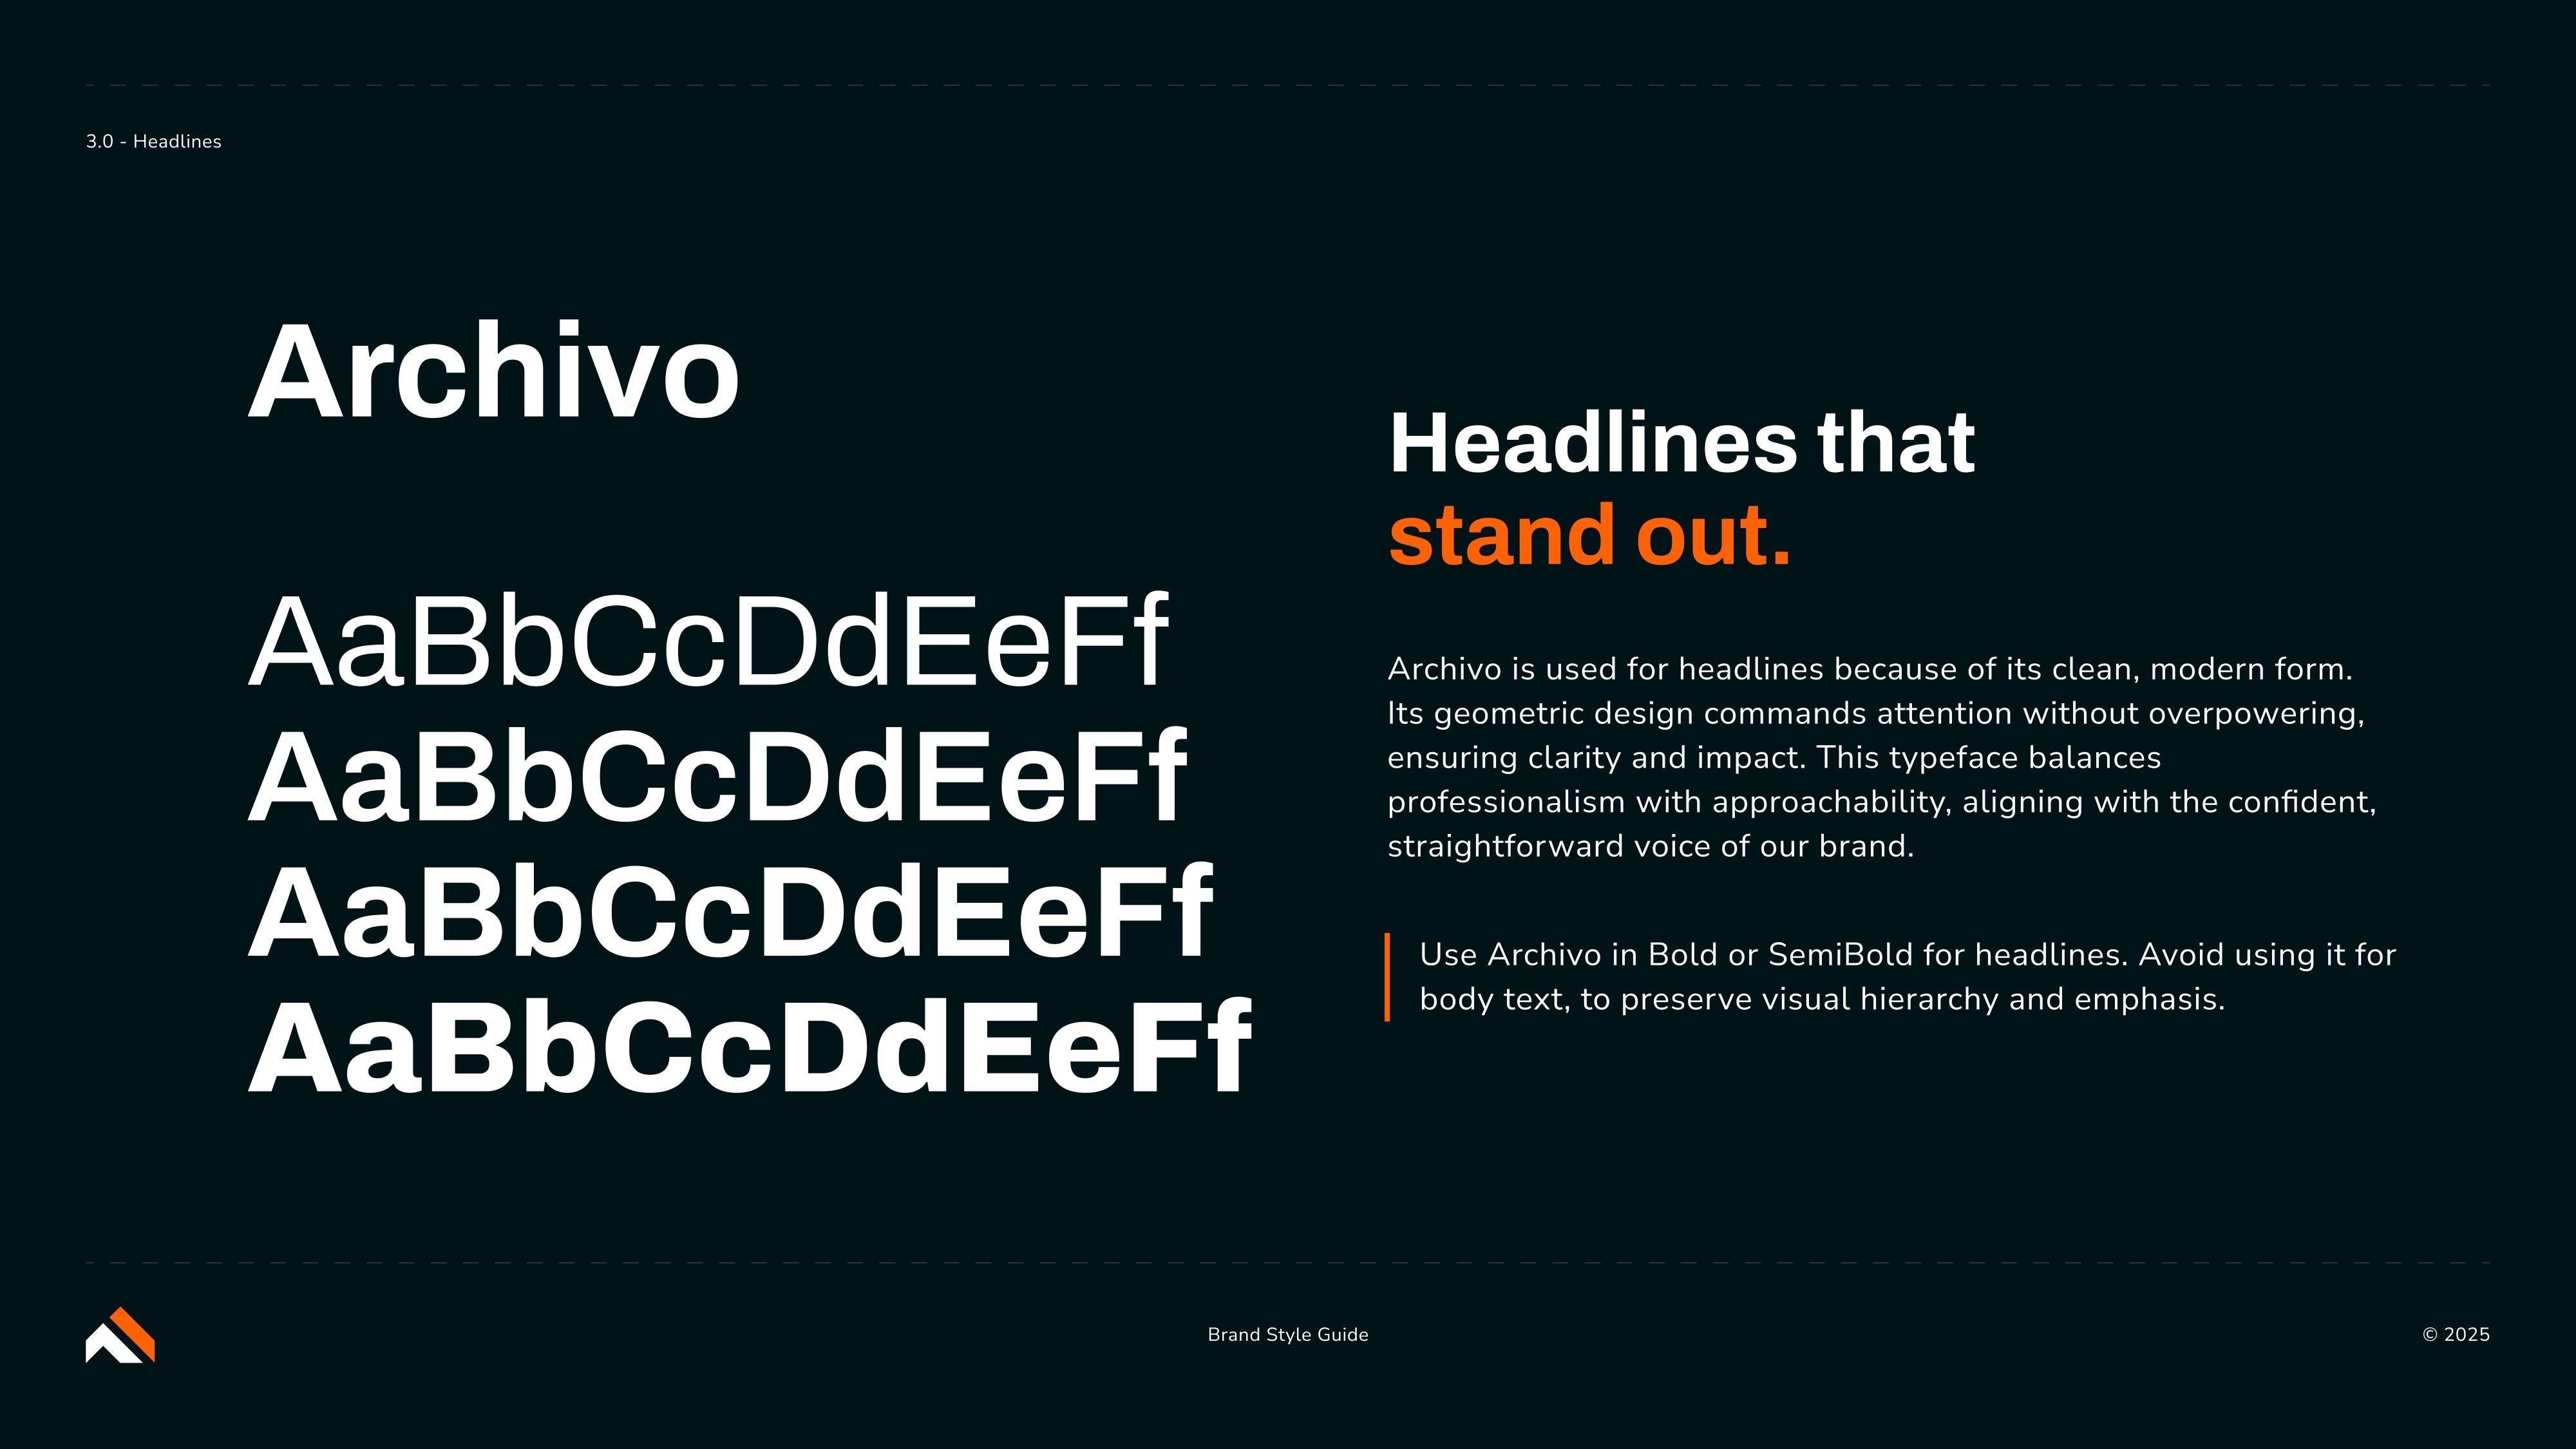 3.0 - Headlines
Archivo
AaBbCcDdEeFf
AaBbCcDdEeFf
AaBbCcDdEeFf
AaBbCcDdEeFf
Headlines that
stand out.
Archivo is used for headlines because of its clean, modern form.
Its geometric design commands attention without overpowering,
ensuring clarity and impact. This typeface balances
professionalism with approachability, aligning with the confident,
straightforward voice of our brand.
Use Archivo in Bold or SemiBold for headlines. Avoid using it for
body text, to preserve visual hierarchy and emphasis.
Brand Style Guide
© 2025